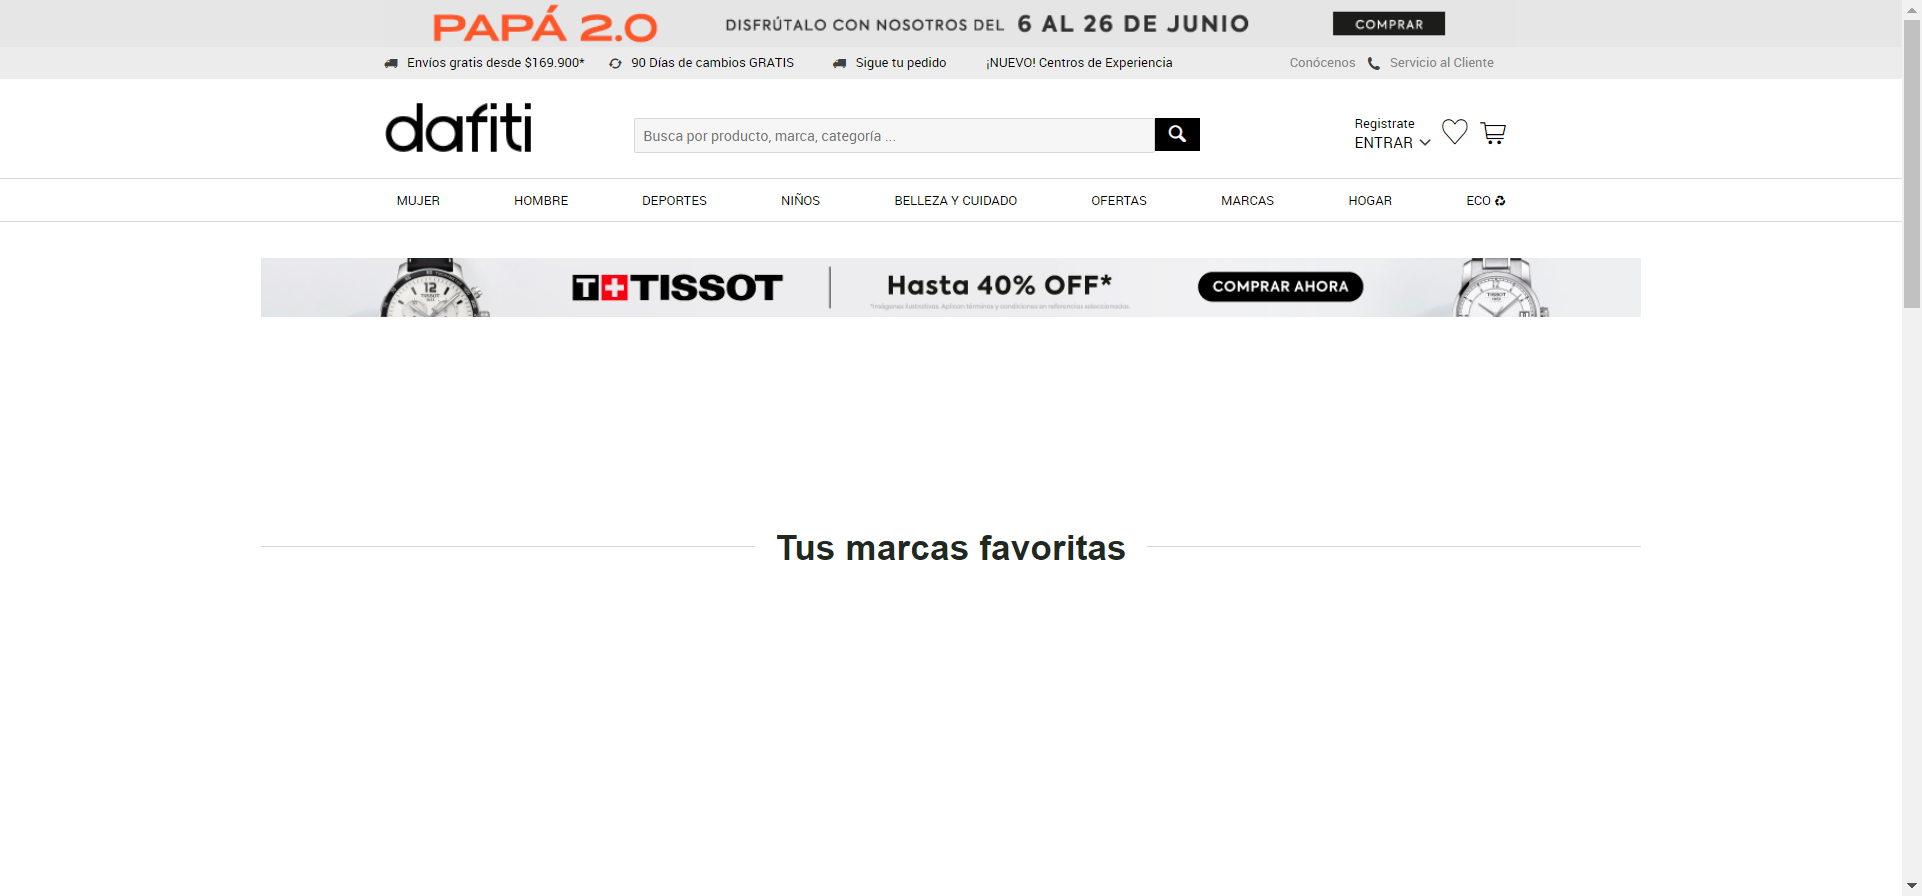 PAPÁ 2.0 DISFRÚTALO CON NOSOTROS DEL 6 AL 26 DE JUNIO COMPRAR
Envíos gratis desde $169.900* 90 Días de cambios GRATIS Sigue tu pedido ¡NUEVO! Centros de Experiencia Conócenos Servicio al Cliente
dafiti
Busca por producto, marca, categoría ...
Registrate
ENTRAR
MUJER HOMBRE DEPORTES NIÑOS BELLEZA Y CUIDADO OFERTAS MARCAS HOGAR ECO
T+TISSOT Hasta 40% OFF* COMPRAR AHORA
*Imágenes ilustrativas. Aplican términos y condiciones en referencias seleccionadas.
Tus marcas favoritas